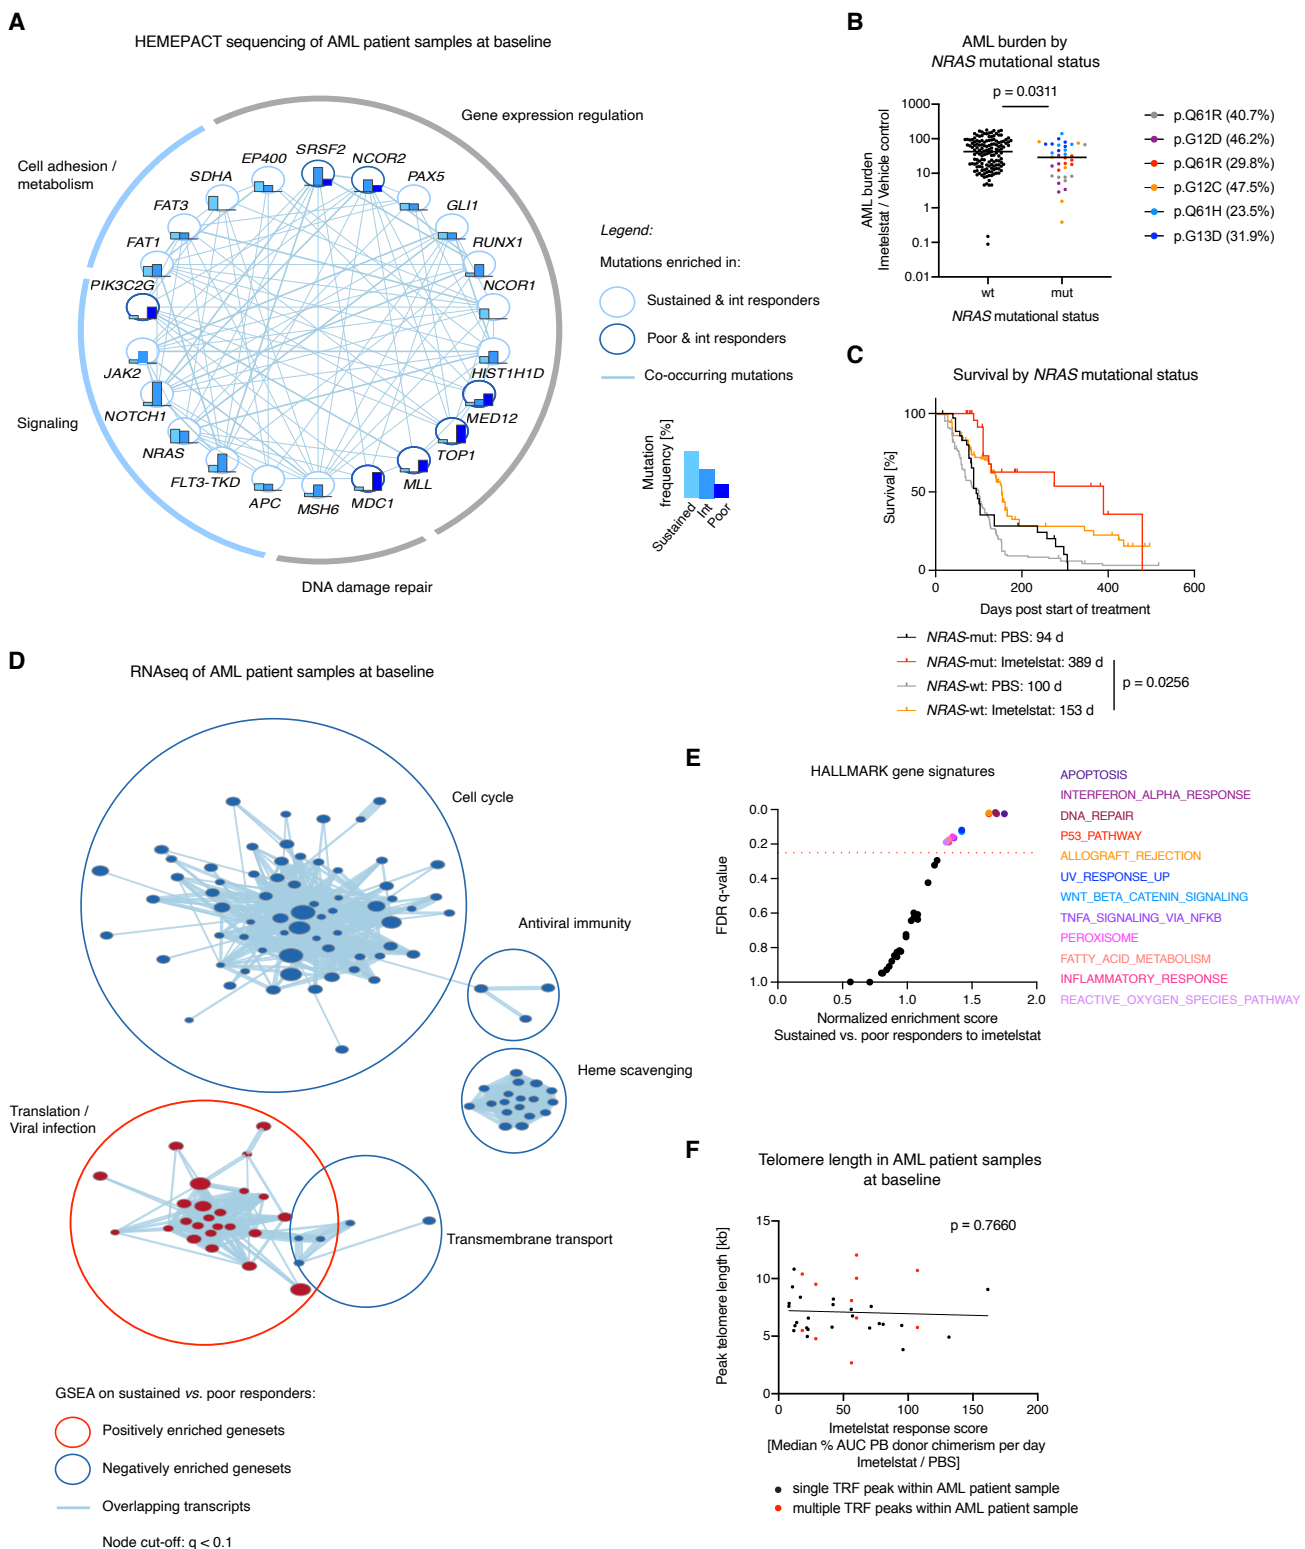 A
HEMEPACT sequencing of AML patient samples at baseline
Gene expression regulation
Cell adhesion /
metabolism
Signaling
DNA damage repair
SRSF2
NCOR2
PAX5
GLI1
RUNX1
NCOR1
HIST1H1D
MED12
TOP1
MLL
MDC1
MSH6
APC
FLT3-TKD
NRAS
NOTCH1
JAK2
PIK3C2G
FAT1
FAT3
SDHA
EP400
Legend:
Mutations enriched in:
Sustained & int responders
Poor & int responders
Co-occurring mutations
Mutation
frequency [%]
Sustained
Int
Poor
B
AML burden by
NRAS mutational status
p = 0.0311
AML burden
Imetelstat / Vehicle control
1000
100
10
1
0.1
0.01
wt
mut
NRAS mutational status
p.Q61R (40.7%)
p.G12D (46.2%)
p.Q61R (29.8%)
p.G12C (47.5%)
p.Q61H (23.5%)
p.G13D (31.9%)
C
Survival by NRAS mutational status
Survival [%]
100
50
0
0
200
400
600
Days post start of treatment
NRAS-mut: PBS: 94 d
NRAS-mut: Imetelstat: 389 d
NRAS-wt: PBS: 100 d
NRAS-wt: Imetelstat: 153 d
p = 0.0256
D
RNAseq of AML patient samples at baseline
Cell cycle
Antiviral immunity
Heme scavenging
Translation /
Viral infection
Transmembrane transport
GSEA on sustained vs. poor responders:
Positively enriched genesets
Negatively enriched genesets
Overlapping transcripts
Node cut-off: q < 0.1
E
HALLMARK gene signatures
FDR q-value
0.0
0.2
0.4
0.6
0.8
1.0
0.0
0.5
1.0
1.5
2.0
Normalized enrichment score
Sustained vs. poor responders to imetelstat
APOPTOSIS
INTERFERON_ALPHA_RESPONSE
DNA_REPAIR
P53_PATHWAY
ALLOGRAFT_REJECTION
UV_RESPONSE_UP
WNT_BETA_CATENIN_SIGNALING
TNFA_SIGNALING_VIA_NFKB
PEROXISOME
FATTY_ACID_METABOLISM
INFLAMMATORY_RESPONSE
REACTIVE_OXYGEN_SPECIES_PATHWAY
F
Telomere length in AML patient samples
at baseline
p = 0.7660
Peak telomere length [kb]
15
10
5
0
0
50
100
150
200
Imetelstat response score
[Median % AUC PB donor chimerism per day
Imetelstat / PBS]
single TRF peak within AML patient sample
multiple TRF peaks within AML patient sample